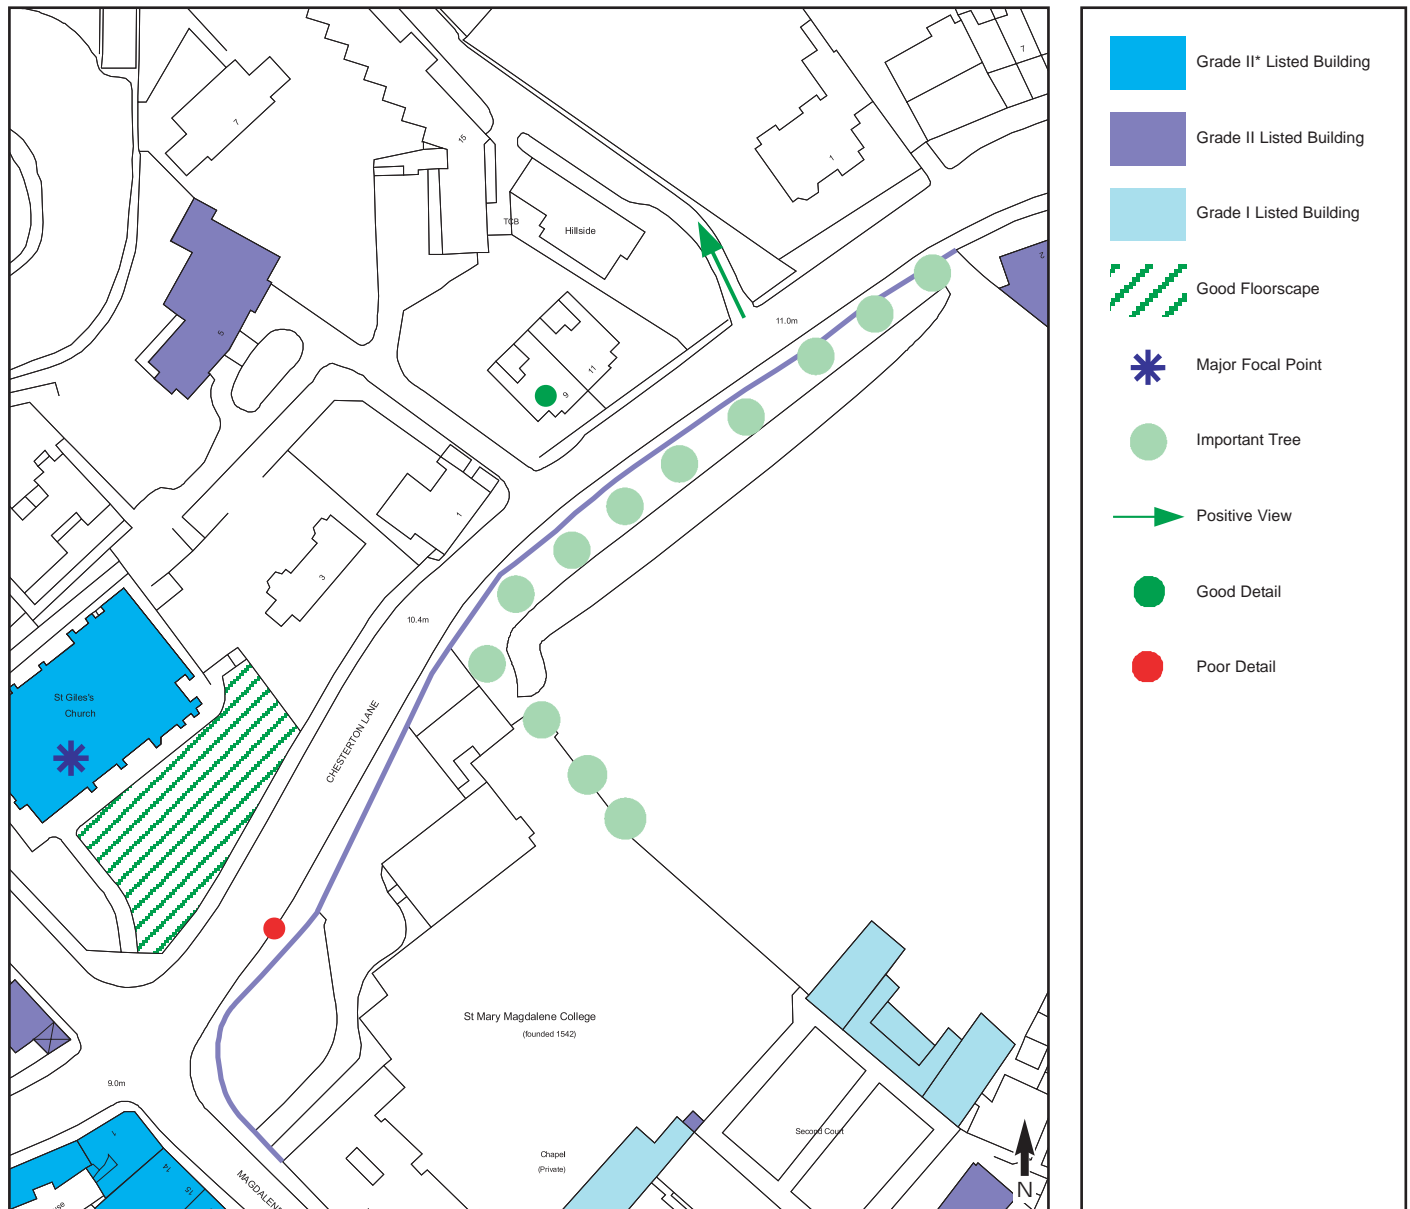 7
7
15
1
TCB
Hillside
2
11.0m
5
11
9
1
3
10.4m
St Giles's
Church
CHESTERTON LANE
St Mary Magdalene College
(founded 1542)
9.0m
Second Court
1
14
15
Chapel
(Private)
MAGDALENE
N
Grade II* Listed Building
Grade II Listed Building
Grade I Listed Building
Good Floorscape
Major Focal Point
Important Tree
Positive View
Good Detail
Poor Detail